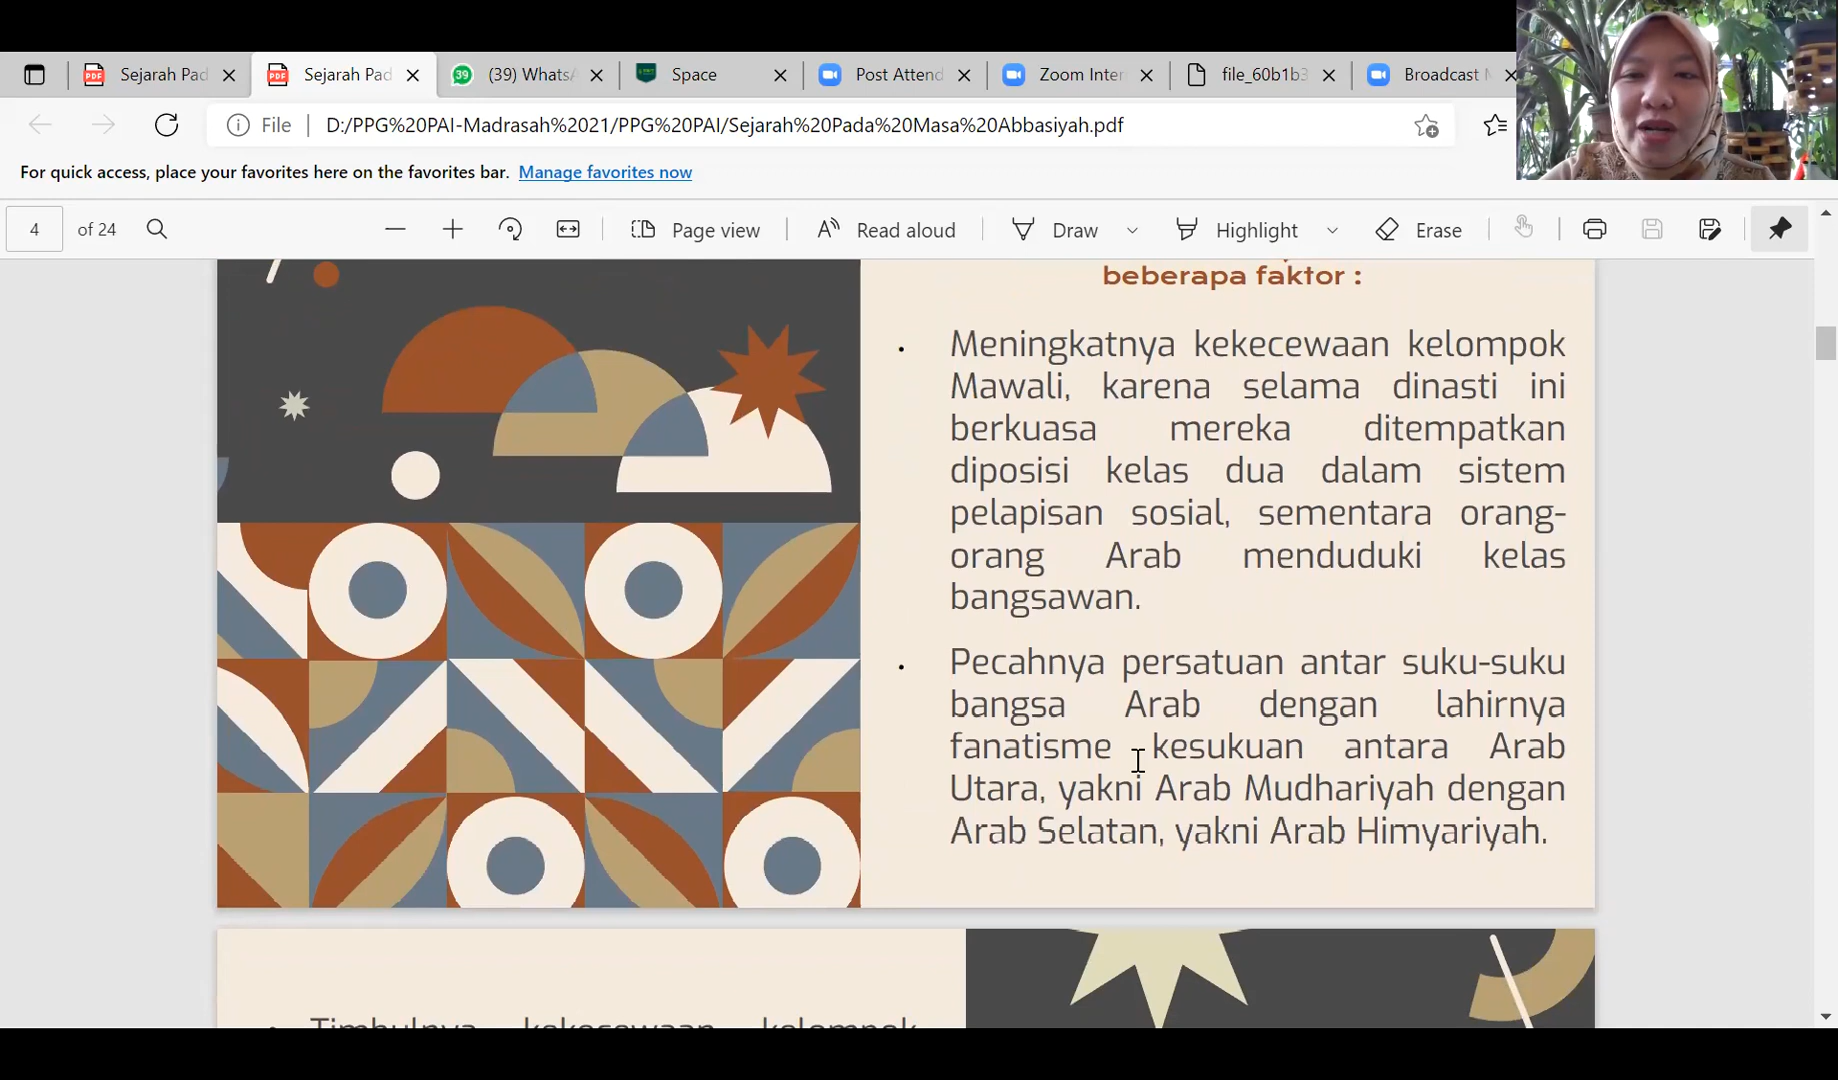 Sejarah Pad
Sejarah Pad
39
(39) WhatsA
Space
Post Attend
Zoom Inter
file_60b1b3
Broadcast M
File
D:/PPG%20PAI-Madrasah%2021/PPG%20PAI/Sejarah%20Pada%20Masa%20Abbasiyah.pdf
For quick access, place your favorites here on the favorites bar. Manage favorites now
4 of 24
Page view
Read aloud
Draw
Highlight
Erase
beberapa faktor :
• Meningkatnya kekecewaan kelompok
Mawali, karena selama dinasti ini
berkuasa mereka ditempatkan
diposisi kelas dua dalam sistem
pelapisan sosial, sementara orang-
orang Arab menduduki kelas
bangsawan.
• Pecahnya persatuan antar suku-suku
bangsa Arab dengan lahirnya
fanatisme kesukuan antara Arab
Utara, yakni Arab Mudhariyah dengan
Arab Selatan, yakni Arab Himyariyah.
• Timbulnya kekecewaan kelompok